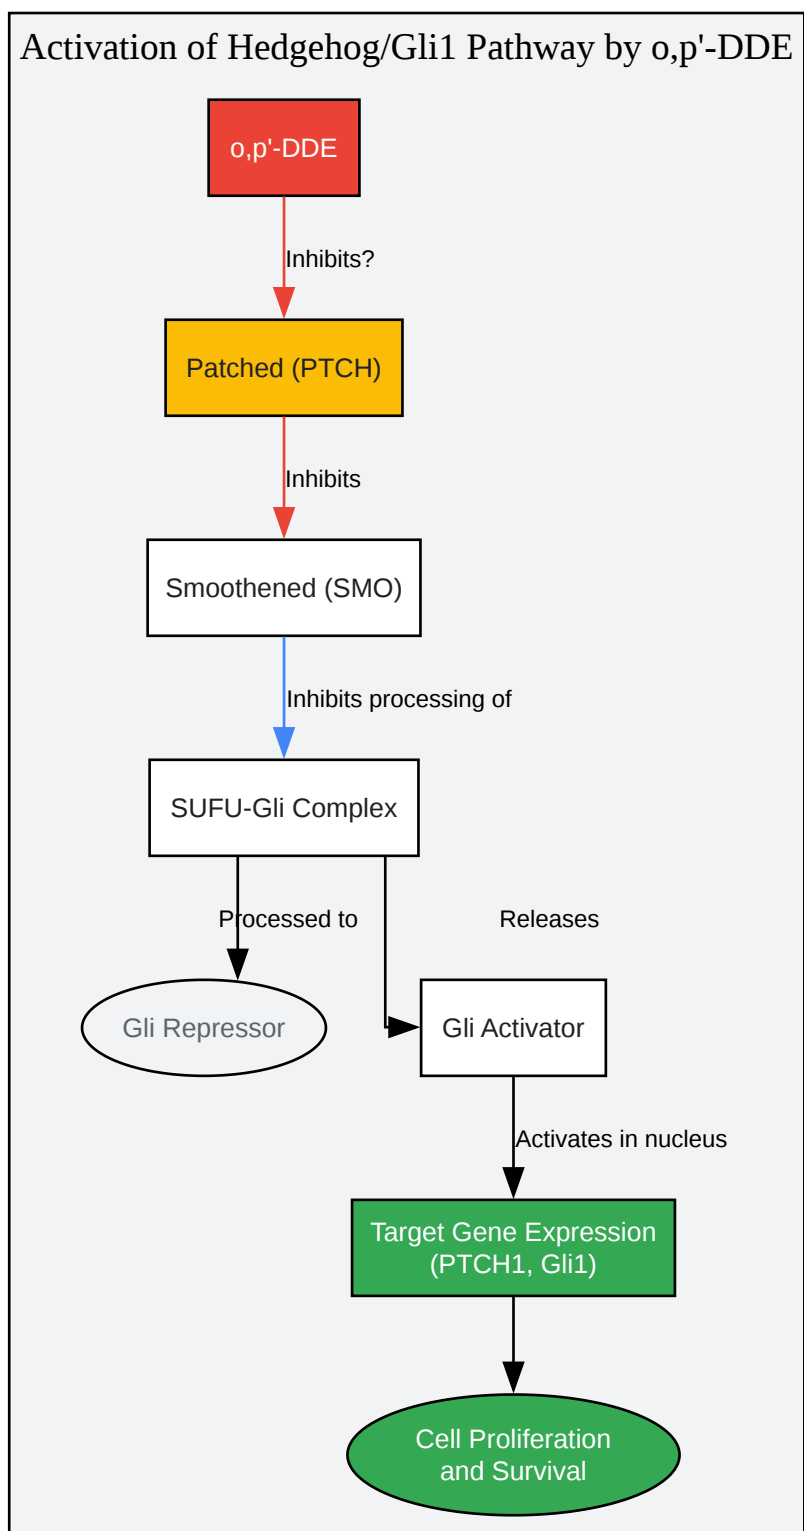 Activation of Hedgehog/Gli1 Pathway by o,p'-DDE
o,p'-DDE
Inhibits?
Patched (PTCH)
Inhibits
Smoothened (SMO)
Inhibits processing of
SUFU-Gli Complex
Processed to
Releases
Gli Repressor
Gli Activator
Activates in nucleus
Target Gene Expression
(PTCH1, Gli1)
Cell Proliferation
and Survival